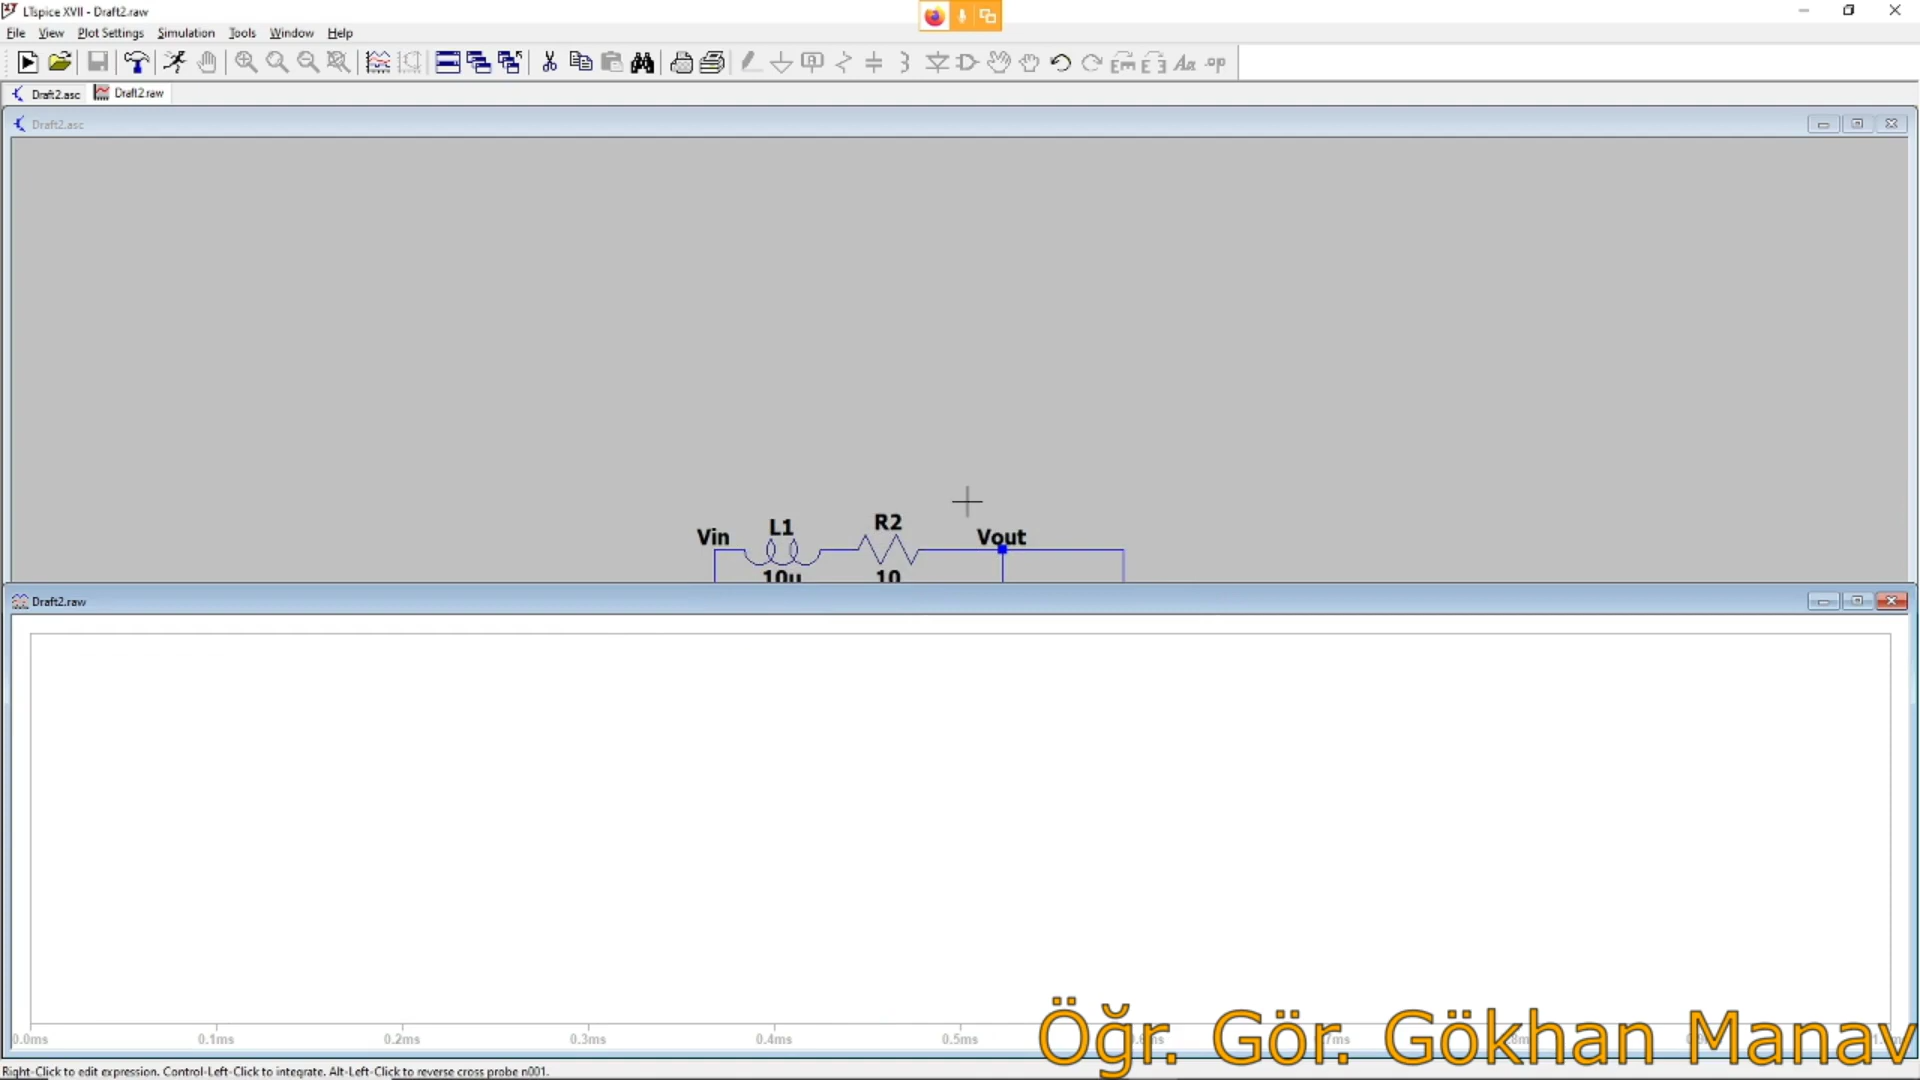 LTspice XVII - Draft2.raw
File View Plot Settings Simulation Tools Window Help
Draft2.asc Draft2.raw
Draft2.asc
Vin L1 R2 Vout
10u 10
Draft2.raw
0.0ms 0.1ms 0.2ms 0.3ms 0.4ms 0.5ms
Öğr. Gör. Gökhan Manav
Right-Click to edit expression. Control-Left-Click to integrate. Alt-Left-Click to reverse cross probe n001.